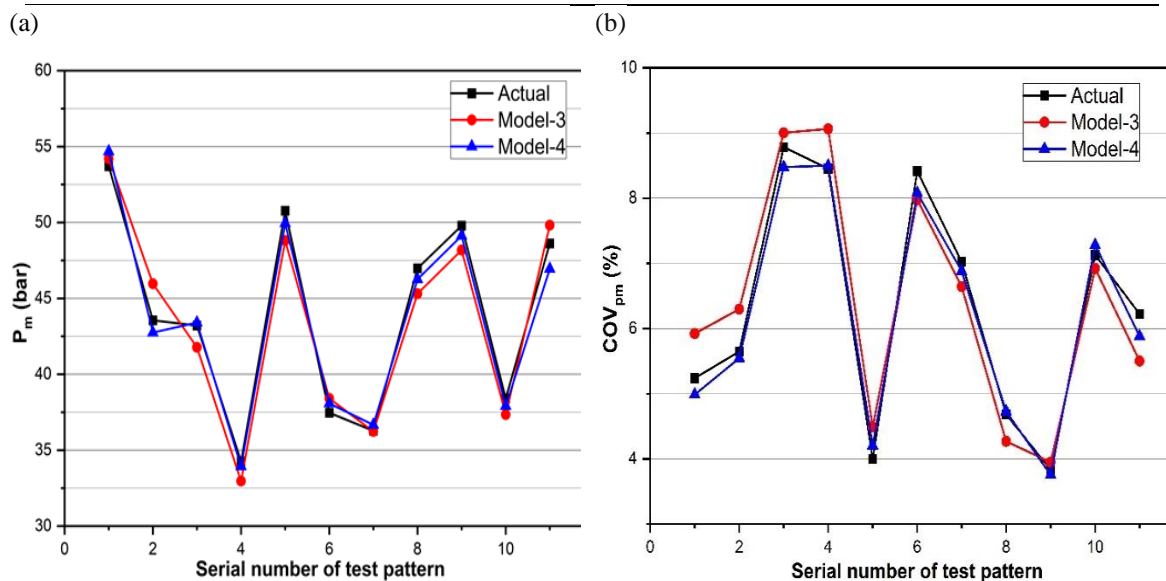 (a)
(b)
60
55
50
45
40
35
30
P_m (bar)
Actual
Model-3
Model-4
0
2
4
6
8
10
Serial number of test pattern
10
8
6
4
COV_pm (%)
Actual
Model-3
Model-4
0
2
4
6
8
10
Serial number of test pattern